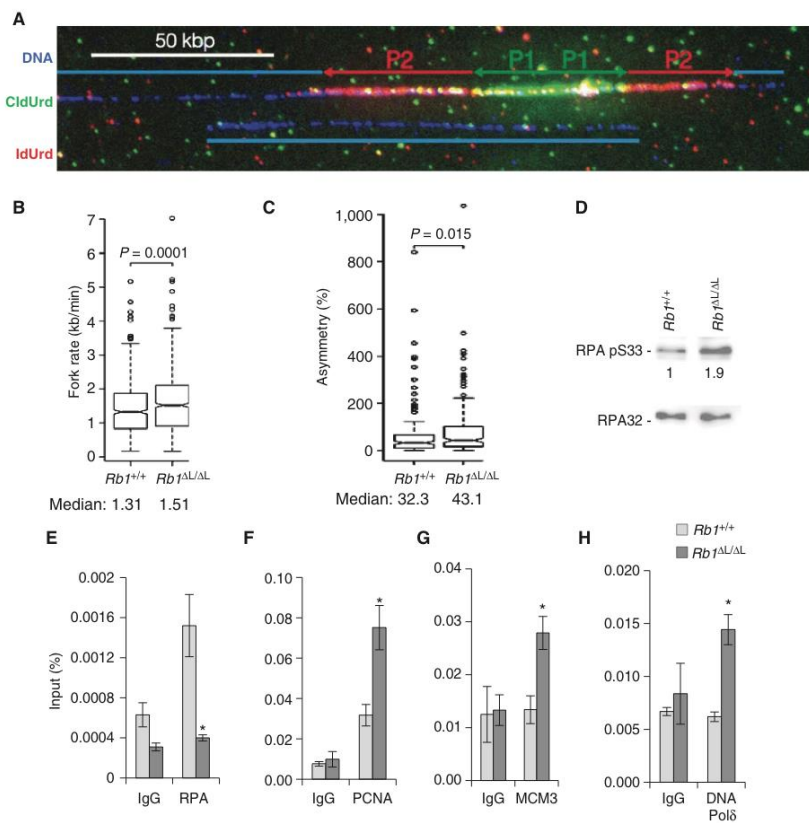 A
50 kbp
DNA
P2 P1 P1 P2
CldUrd
IdUrd
B
Fork rate (kb/min)
7
6
5
4
3
2
1
0
P = 0.0001
Rb1+/+ Rb1ΔL/ΔL
Median: 1.31 1.51
C
Asymmetry (%)
1,000
800
600
400
200
0
P = 0.015
Rb1+/+ Rb1ΔL/ΔL
Median: 32.3 43.1
D
Rb1+/+ Rb1ΔL/ΔL
RPA pS33 -
1 1.9
RPA32 -
Rb1+/+
Rb1ΔL/ΔL
E
Input (%)
0.002
0.0016
0.0012
0.0008
0.0004
0
*
IgG RPA
F
0.10
0.08
0.06
0.04
0.02
0.00
*
IgG PCNA
G
0.04
0.03
0.02
0.01
0.00
*
IgG MCM3
H
0.020
0.015
0.010
0.005
0.000
*
IgG DNA
Polδ